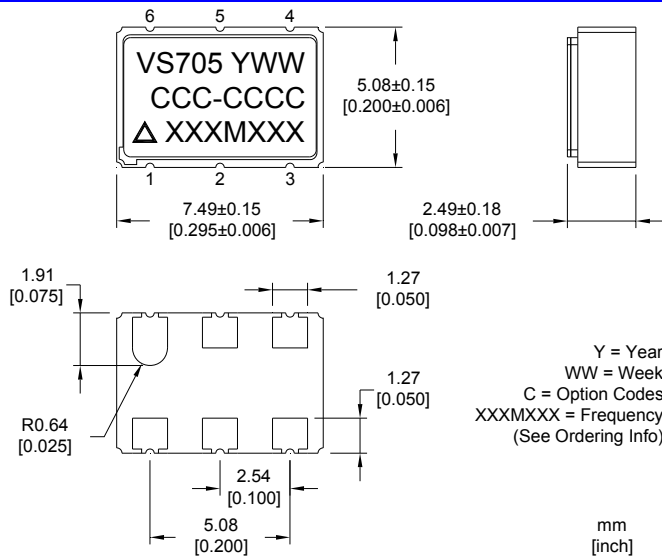 6 5 4
VS705 YWW
CCC-CCCC
△ XXXMXXX
1 2 3
5.08±0.15
[0.200±0.006]
7.49±0.15
[0.295±0.006]
2.49±0.18
[0.098±0.007]
1.91
[0.075]
1.27
[0.050]
R0.64
[0.025]
1.27
[0.050]
2.54
[0.100]
5.08
[0.200]
Y = Year
WW = Week
C = Option Codes
XXXMXXX = Frequency
(See Ordering Info)
mm
[inch]